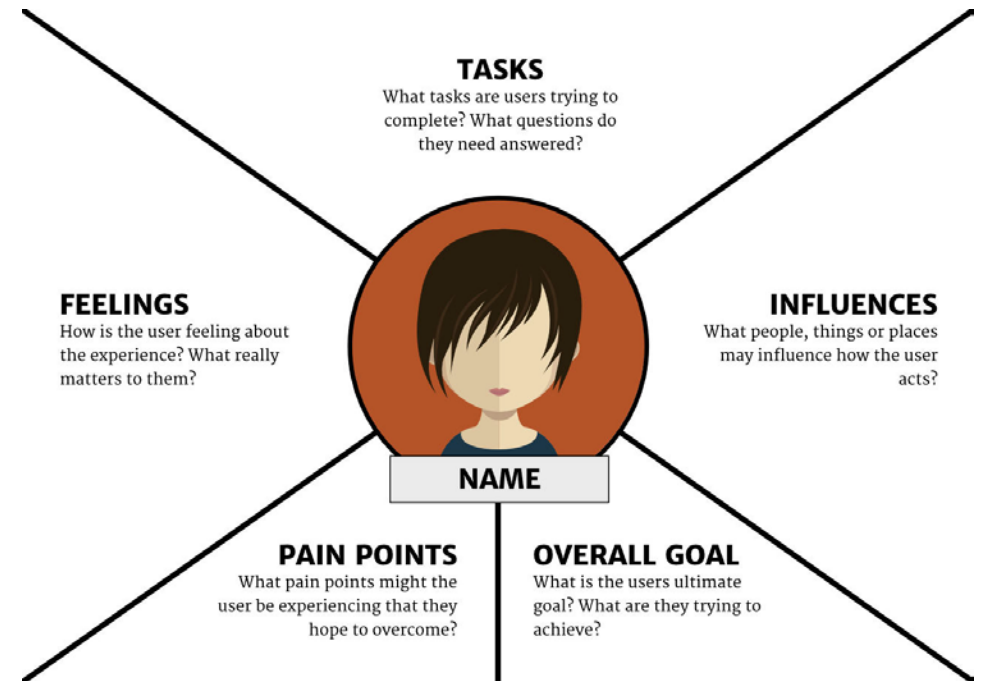 TASKS
What tasks are users trying to
complete? What questions do
they need answered?
FEELINGS
How is the user feeling about
the experience? What really
matters to them?
INFLUENCES
What people, things or places
may influence how the user
acts?
NAME
PAIN POINTS
What pain points might the
user be experiencing that they
hope to overcome?
OVERALL GOAL
What is the users ultimate
goal? What are they trying to
achieve?